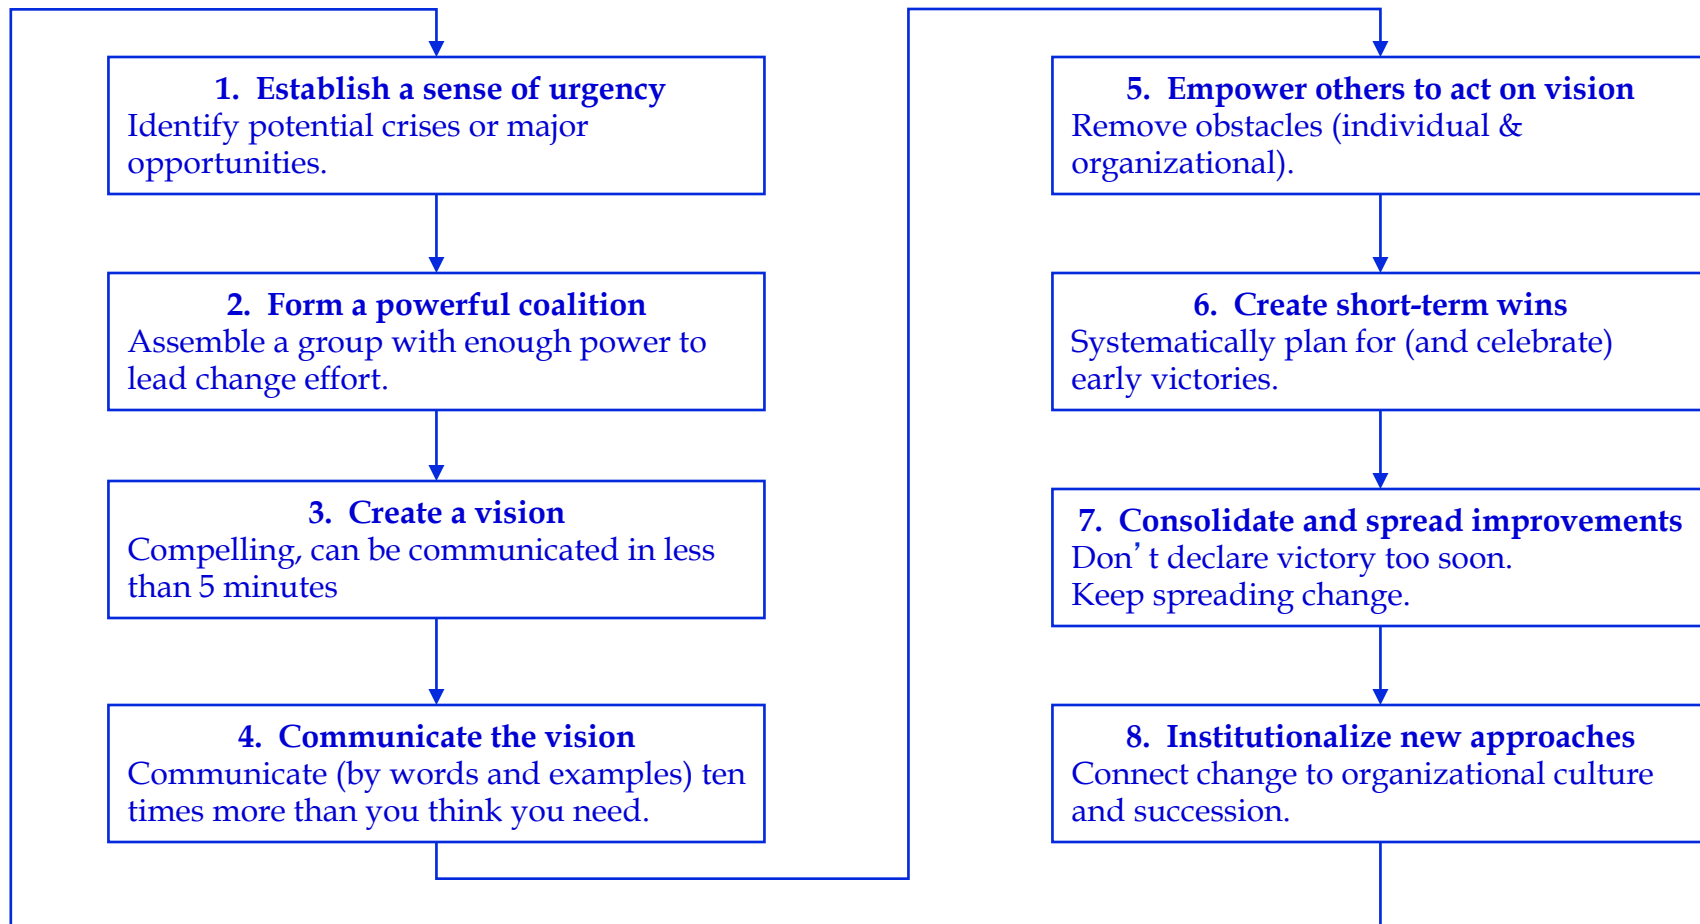 1. Establish a sense of urgency
Identify potential crises or major
opportunities.
2. Form a powerful coalition
Assemble a group with enough power to
lead change effort.
3. Create a vision
Compelling, can be communicated in less
than 5 minutes
4. Communicate the vision
Communicate (by words and examples) ten
times more than you think you need.
5. Empower others to act on vision
Remove obstacles (individual &
organizational).
6. Create short-term wins
Systematically plan for (and celebrate)
early victories.
7. Consolidate and spread improvements
Don’t declare victory too soon.
Keep spreading change.
8. Institutionalize new approaches
Connect change to organizational culture
and succession.